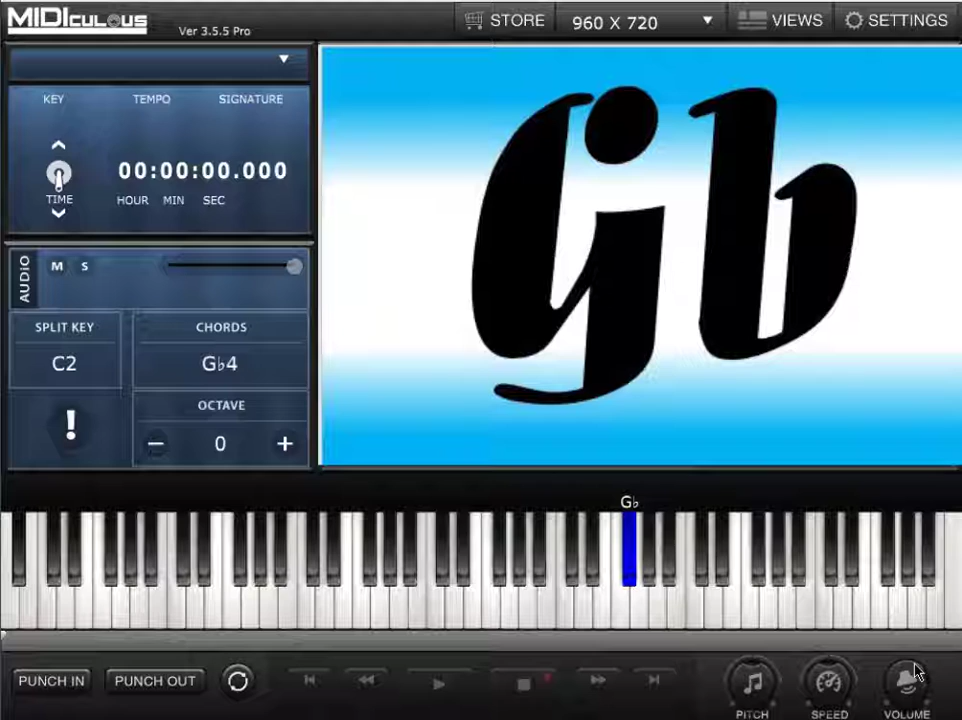 MIDIculous
Ver 3.5.5 Pro
STORE
960 X 720
VIEWS
SETTINGS
KEY
TEMPO
SIGNATURE
00:00:00.000
TIME
HOUR MIN SEC
AUDiO
M S
SPLIT KEY
C2
CHORDS
G♭4
!
OCTAVE
− 0 +
Gb
G♭
PUNCH IN
PUNCH OUT
PITCH
SPEED
VOLUME